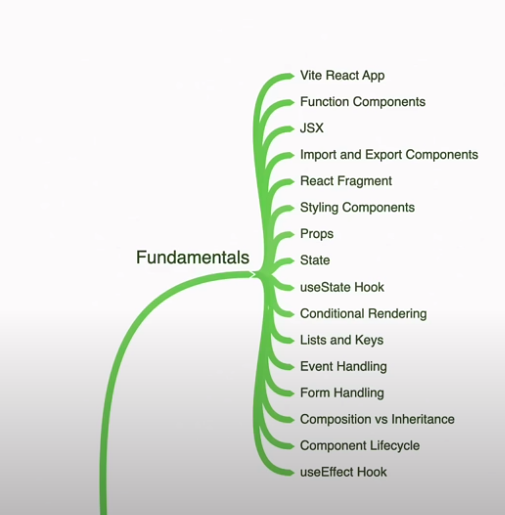 Vite React App
Function Components
JSX
Import and Export Components
React Fragment
Styling Components
Props
Fundamentals
State
useState Hook
Conditional Rendering
Lists and Keys
Event Handling
Form Handling
Composition vs Inheritance
Component Lifecycle
useEffect Hook